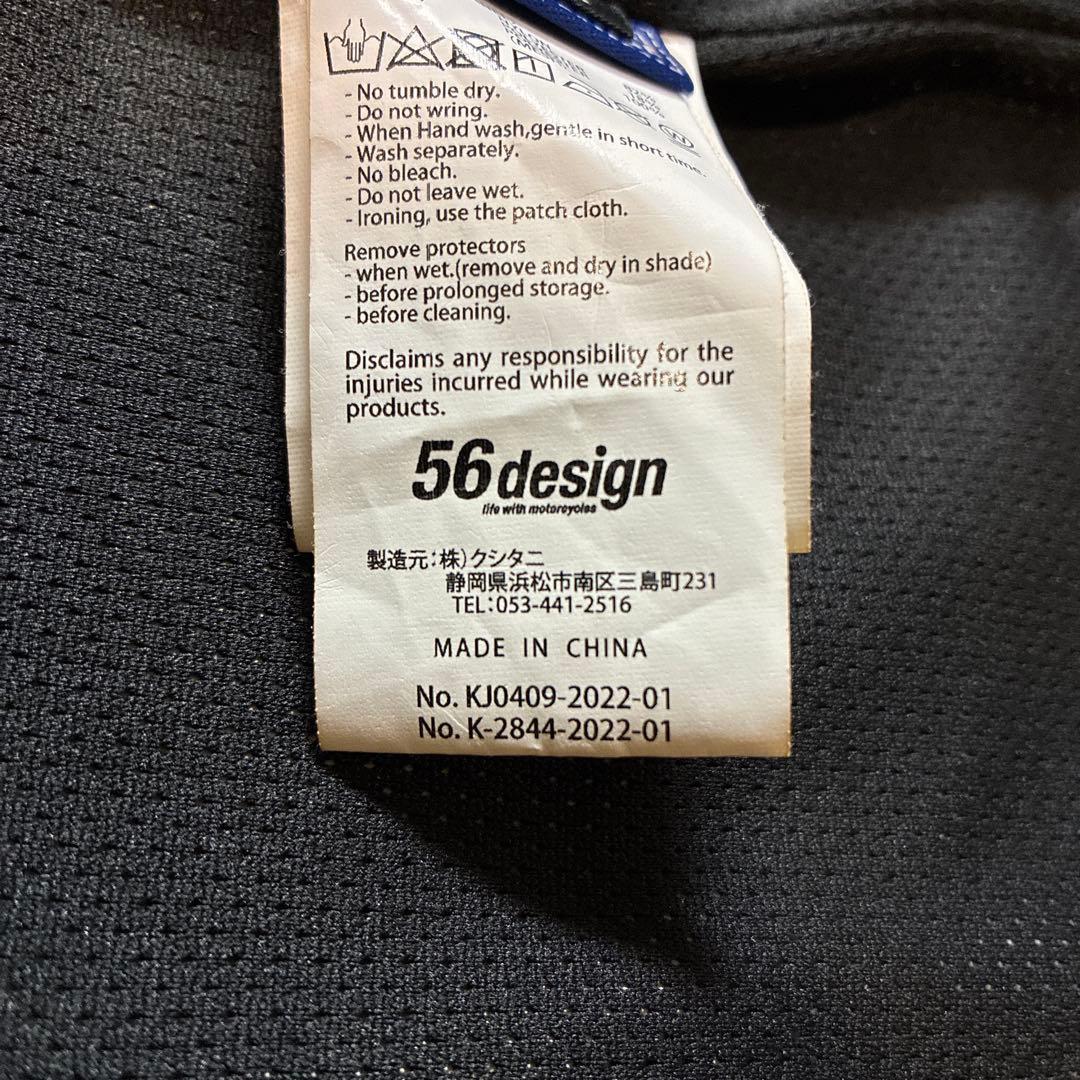 - No tumble dry.
- Do not wring.
- When Hand wash,gentle in short time.
- Wash separately.
- No bleach.
- Do not leave wet.
- Ironing, use the patch cloth.
Remove protectors
- when wet.(remove and dry in shade)
- before prolonged storage.
- before cleaning.
Disclaims any responsibility for the
injuries incurred while wearing our
products.
56design
life with motorcycles
製造元:株)クシタニ
静岡県浜松市南区三島町231
TEL:053-441-2516
MADE IN CHINA
No. KJ0409-2022-01
No. K-2844-2022-01